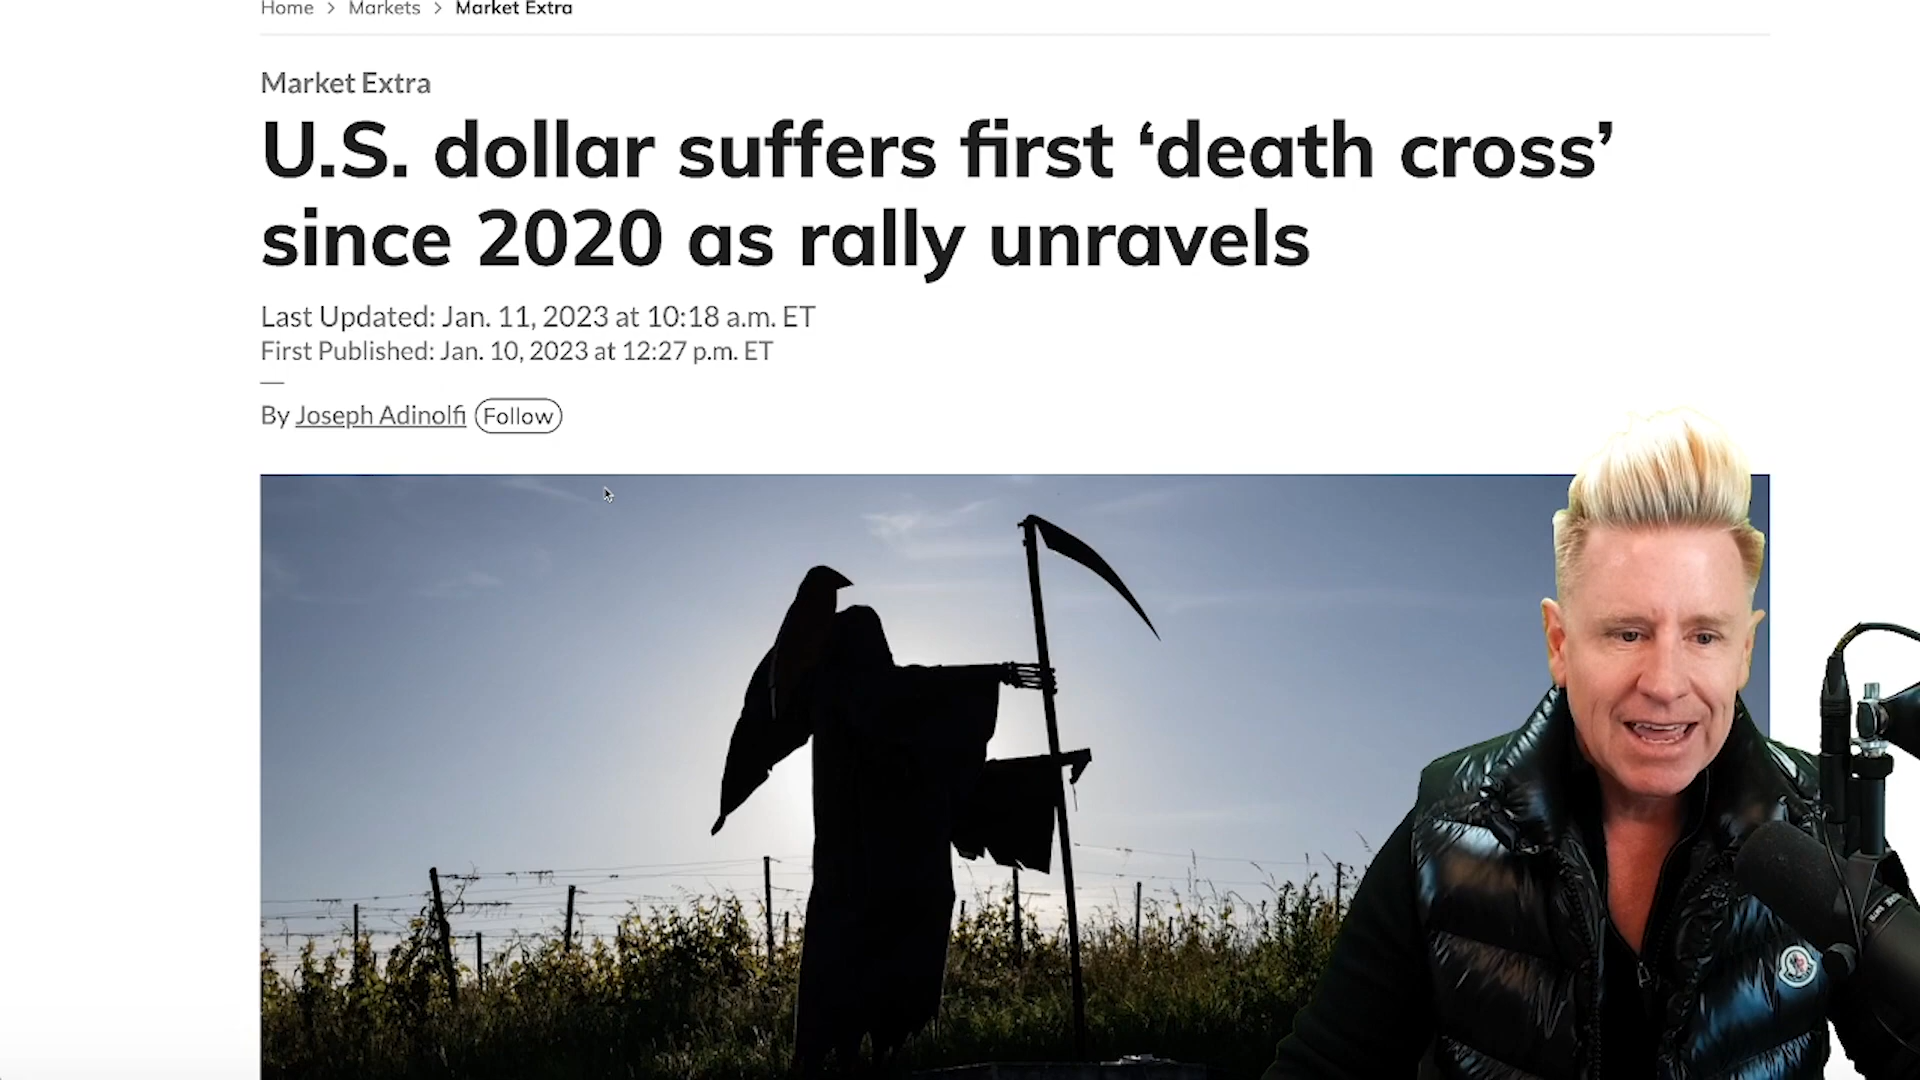 Home > Markets > Market Extra
Market Extra
U.S. dollar suffers first ‘death cross’
since 2020 as rally unravels
Last Updated: Jan. 11, 2023 at 10:18 a.m. ET
First Published: Jan. 10, 2023 at 12:27 p.m. ET
By Joseph Adinolfi Follow